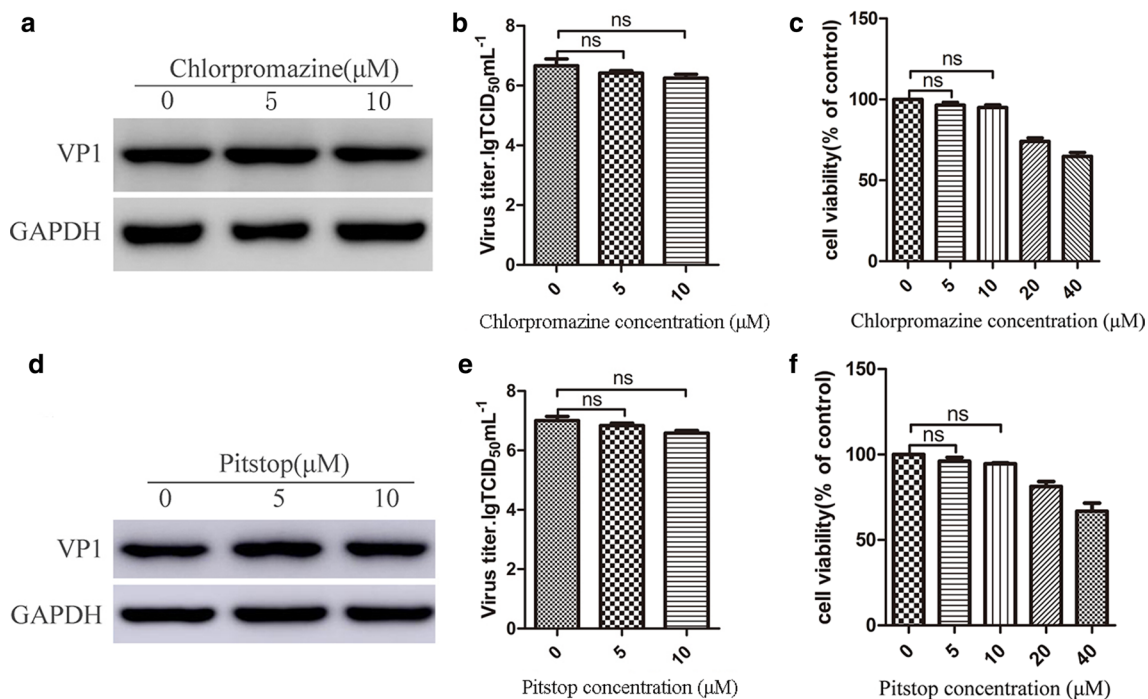 a
Chlorpromazine(μM)
0 5 10
VP1
GAPDH
b
Virus titer.lgTCID50mL-1
8
6
4
2
0
ns
ns
0 5 10
Chlorpromazine concentration (μM)
c
cell viability(% of control)
150
100
50
0
ns
ns
0 5 10 20 40
Chlorpromazine concentration (μM)
d
Pitstop(μM)
0 5 10
VP1
GAPDH
e
Virus titer.lgTCID50mL-1
8
6
4
2
0
ns
ns
0 5 10
Pitstop concentration (μM)
f
cell viability(% of control)
150
100
50
0
ns
ns
0 5 10 20 40
Pitstop concentration (μM)